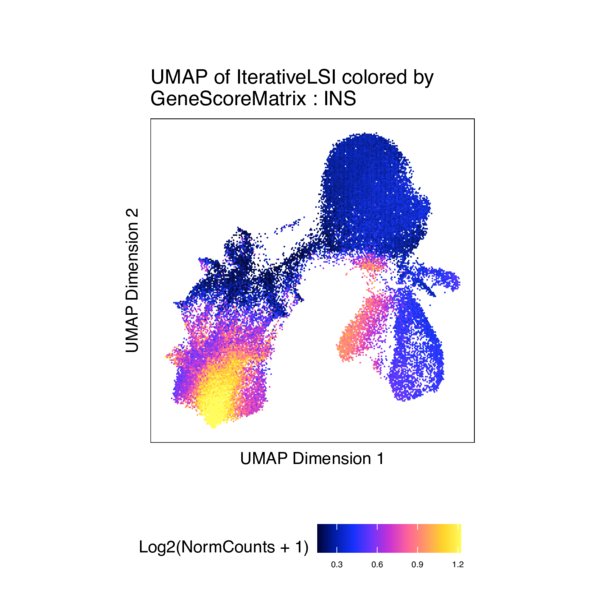 UMAP of IterativeLSI colored by
GeneScoreMatrix : INS
UMAP Dimension 2
UMAP Dimension 1
Log2(NormCounts + 1)
0.3 0.6 0.9 1.2